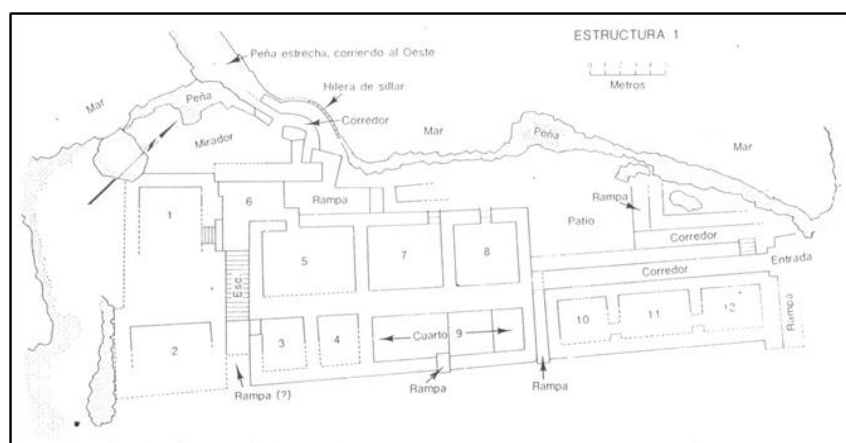 ESTRUCTURA 1
Peña estrecha, corriendo al Oeste
Metros
Hilera de sillar
Mar
Peña
Corredor
Mar
Peña
Mar
Mirador
Rampa
Rampa
1
6
Patio
Corredor
5
7
8
Corredor
Entrada
Esc.
10
11
12
Rampa
2
3
4
Cuarto
9
Rampa (?)
Rampa
Rampa